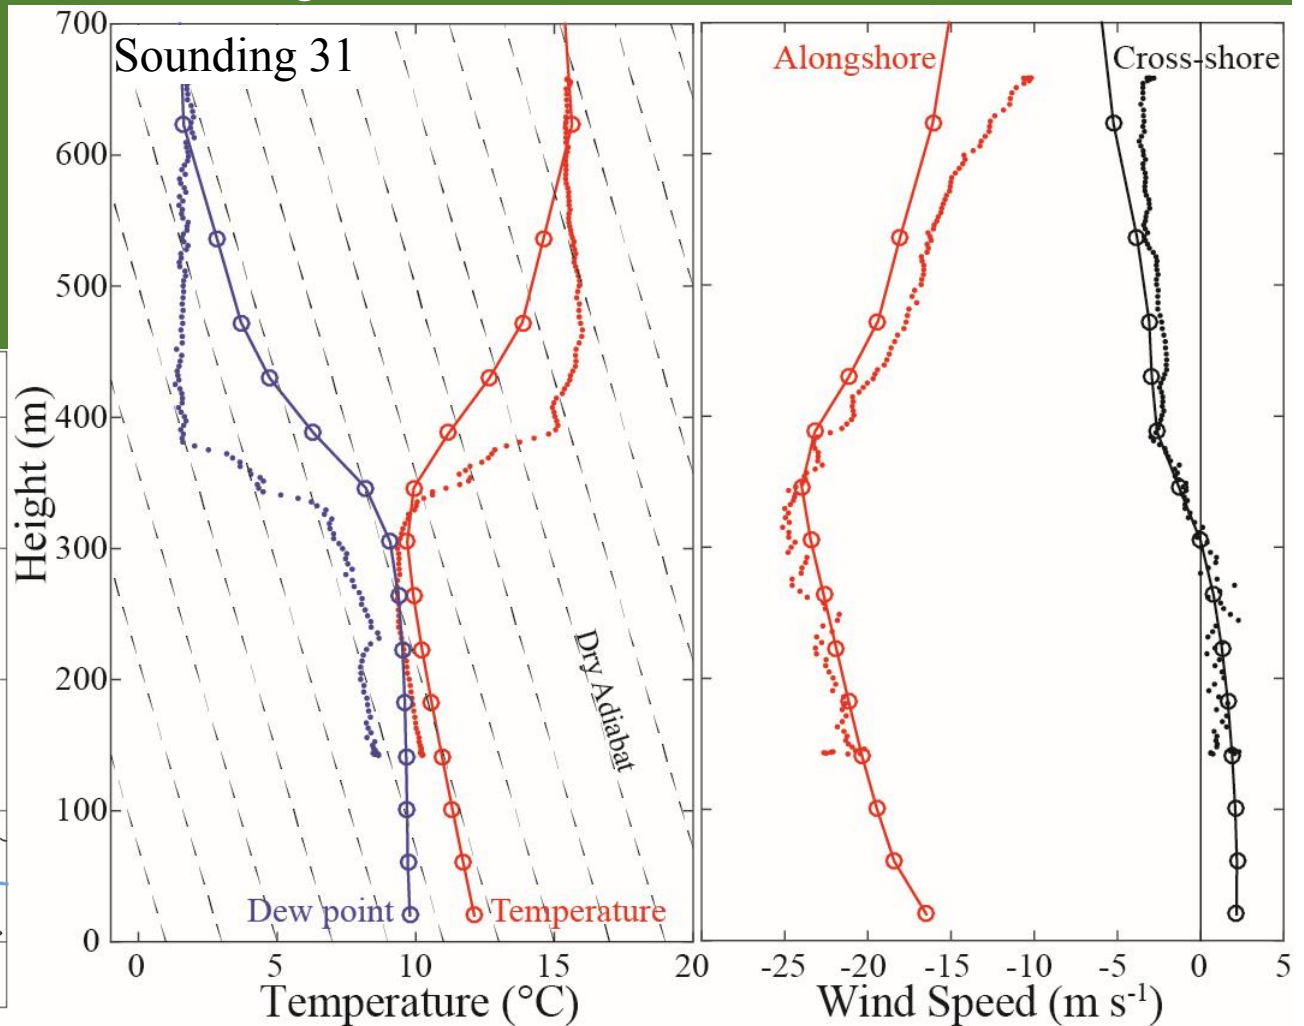 Sounding 31
700
600
500
400
300
200
100
0
Height (m)
Dew point
Temperature
Dry Adiabat
0 5 10 15 20
Temperature (°C)
Alongshore
Cross-shore
-25 -20 -15 -10 -5 0 5
Wind Speed (m s-1)